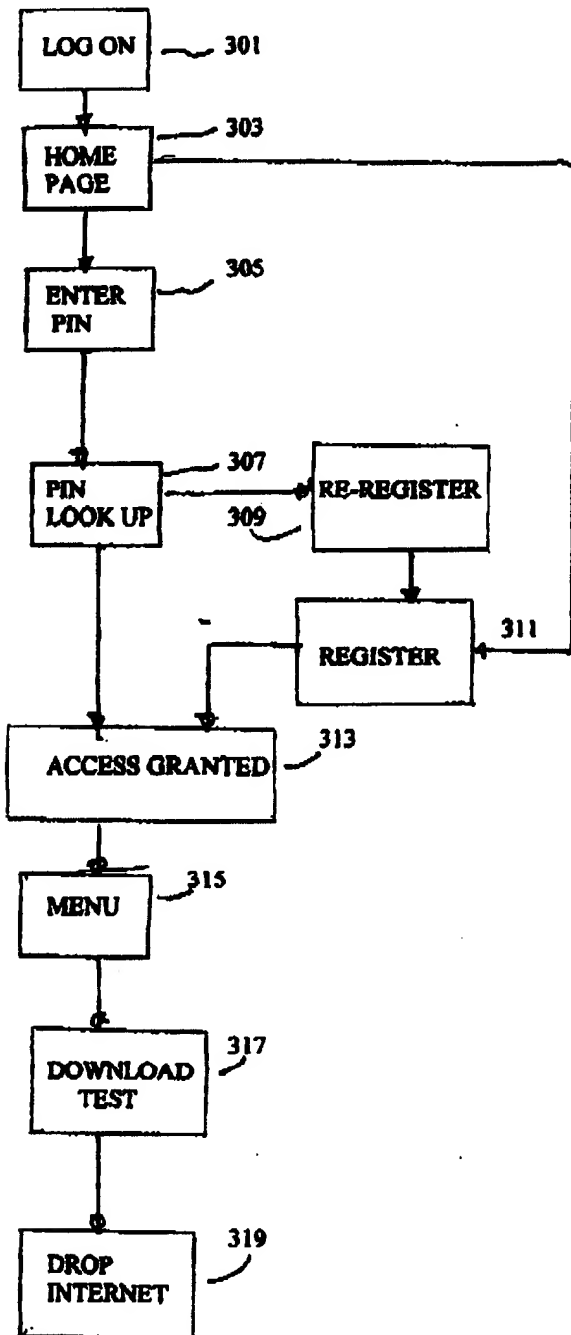 LOG ON
301
303
HOME
PAGE
305
ENTER
PIN
307
PIN
LOOK UP
RE-REGISTER
309
311
REGISTER
313
ACCESS GRANTED
315
MENU
317
DOWNLOAD
TEST
319
DROP
INTERNET